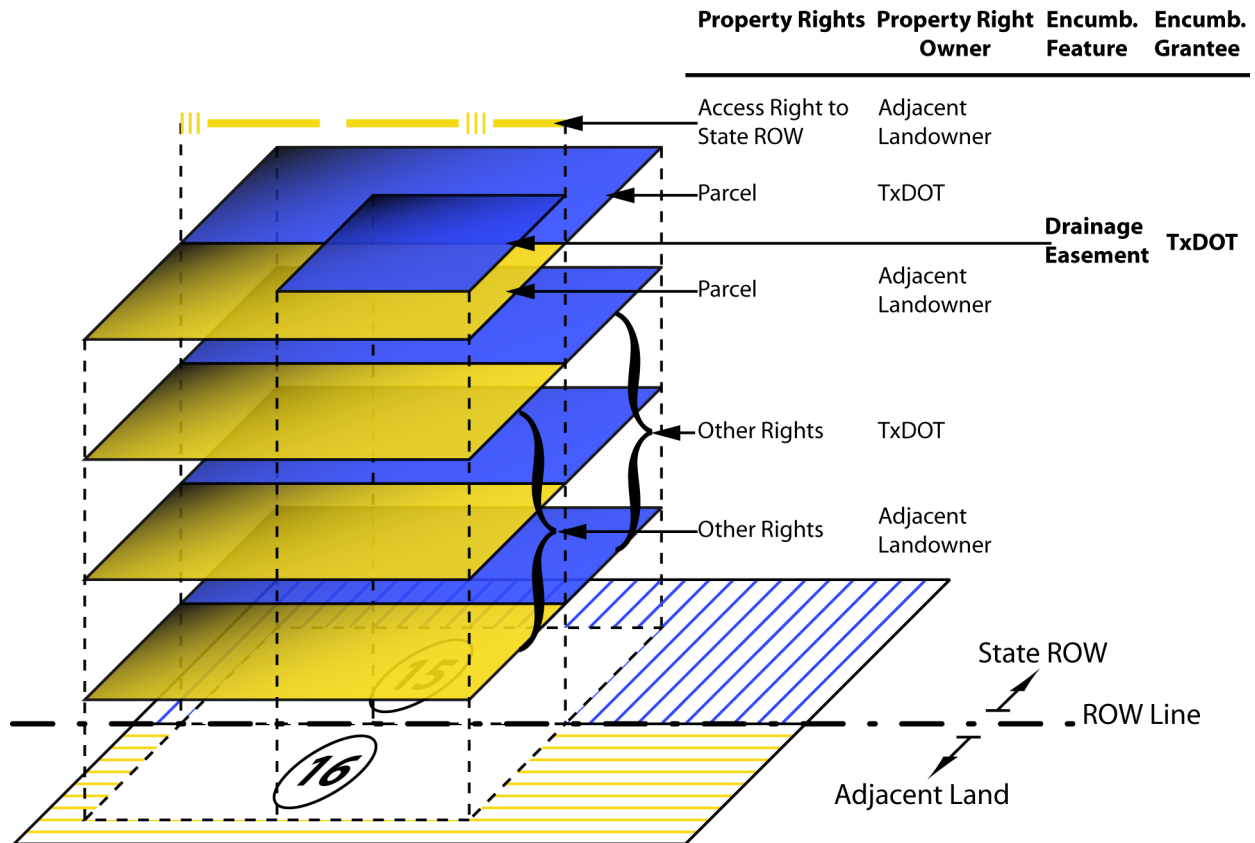 Property Rights Property Right Encumb. Encumb.
Owner Feature Grantee
Access Right to Adjacent
State ROW Landowner
Parcel TxDOT
Drainage TxDOT
Easement
Parcel Adjacent
Landowner
Other Rights TxDOT
Other Rights Adjacent
Landowner
15
State ROW
ROW Line
16
Adjacent Land